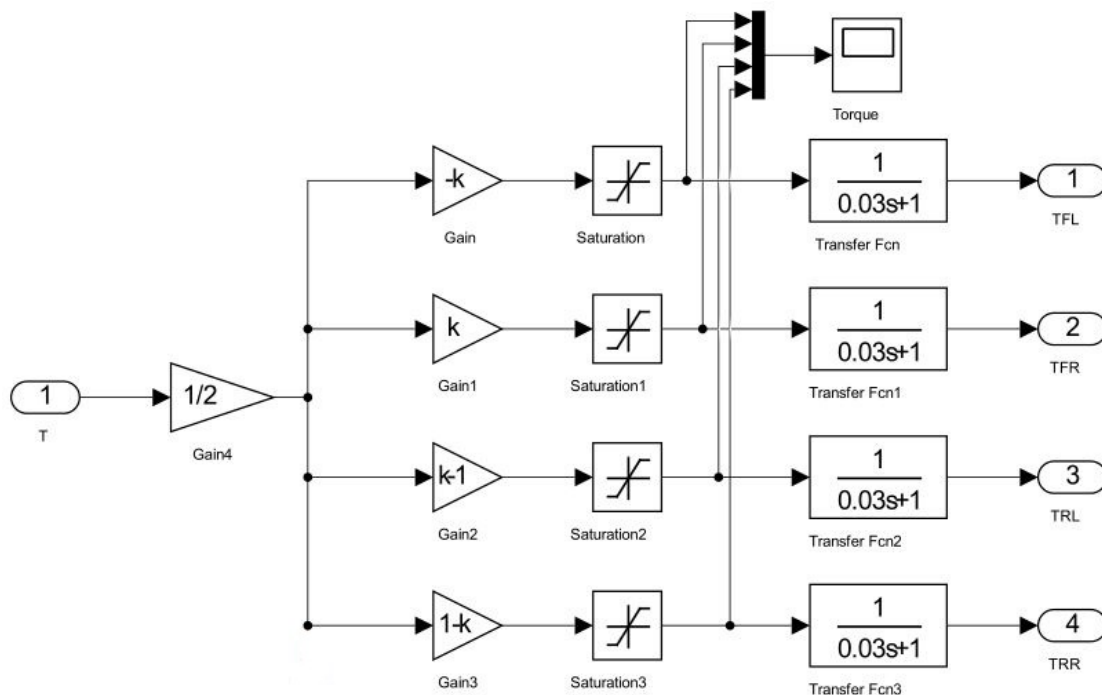 Torque
-k
1
0.03s+1
1
Gain
Saturation
Transfer Fcn
TFL
k
1
0.03s+1
2
Gain1
Saturation1
Transfer Fcn1
TFR
1
1/2
T
Gain4
k-1
1
0.03s+1
3
Gain2
Saturation2
Transfer Fcn2
TRL
1-k
1
0.03s+1
4
Gain3
Saturation3
Transfer Fcn3
TRR